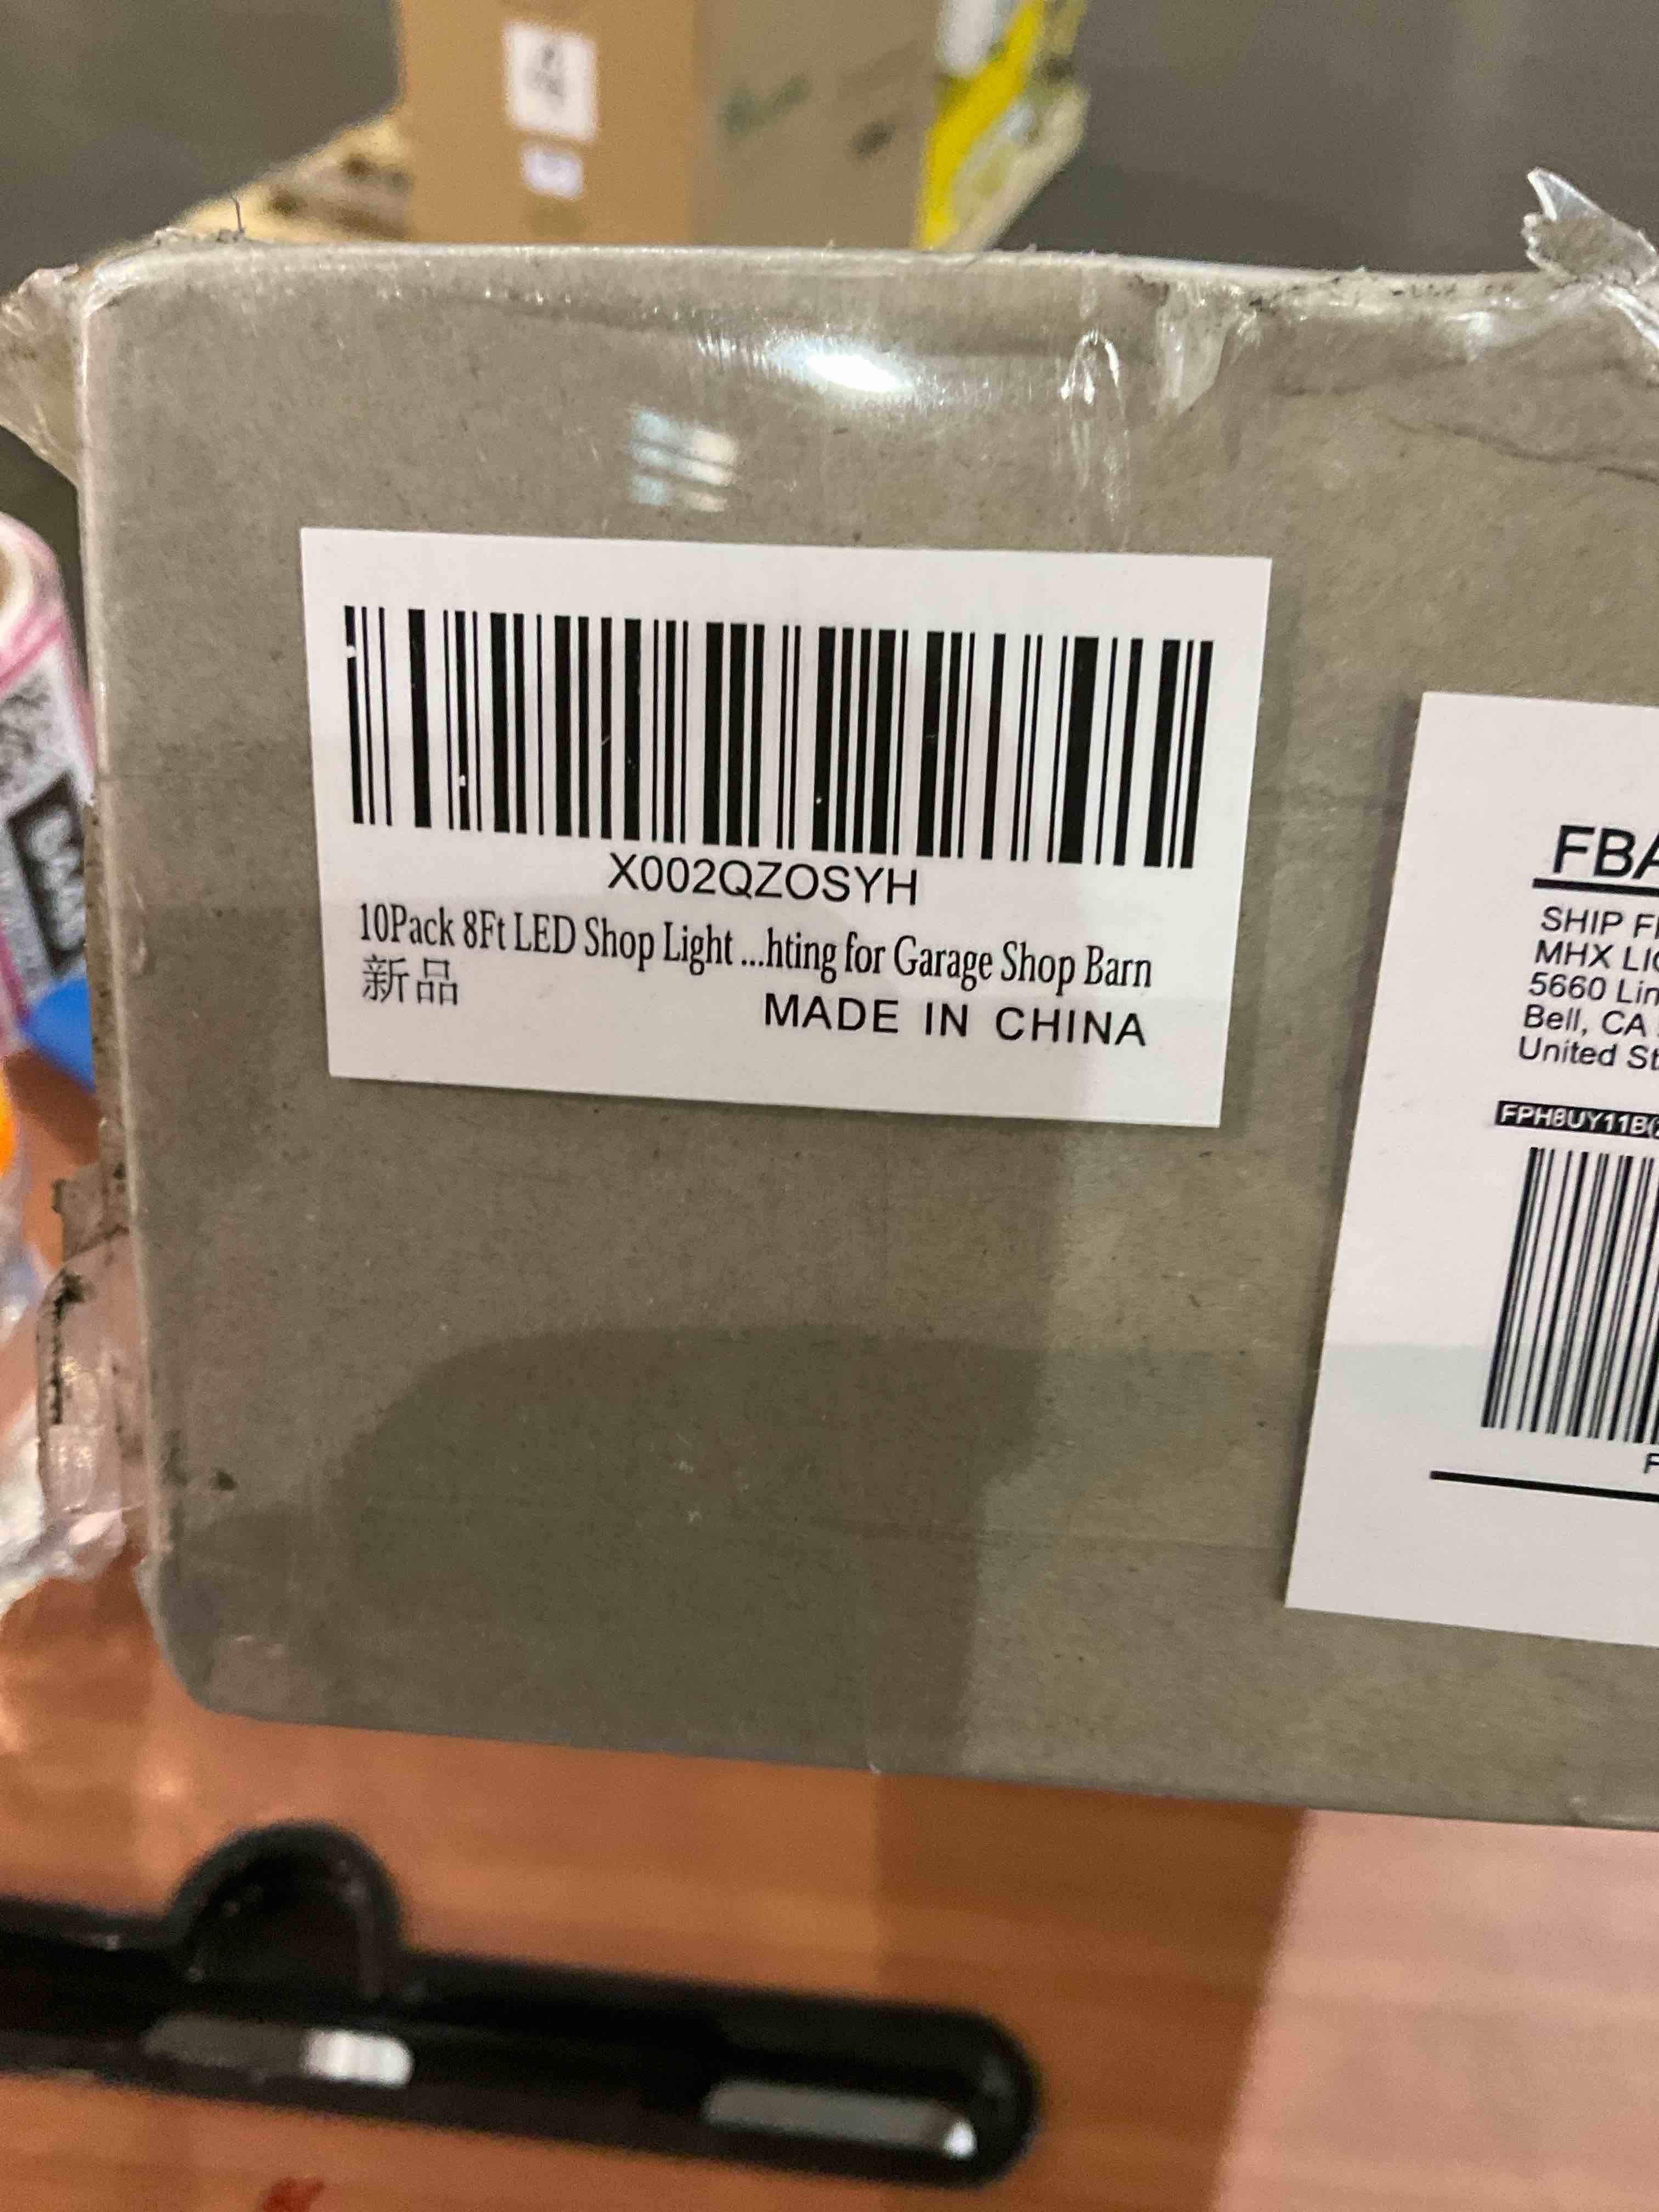 X002QZOSYH
10Pack 8Ft LED Shop Light ...hting for Garage Shop Barn
新品
MADE IN CHINA
FBA
SHIP
MHX
5660
Bell, CA
United
FPH8UY11B